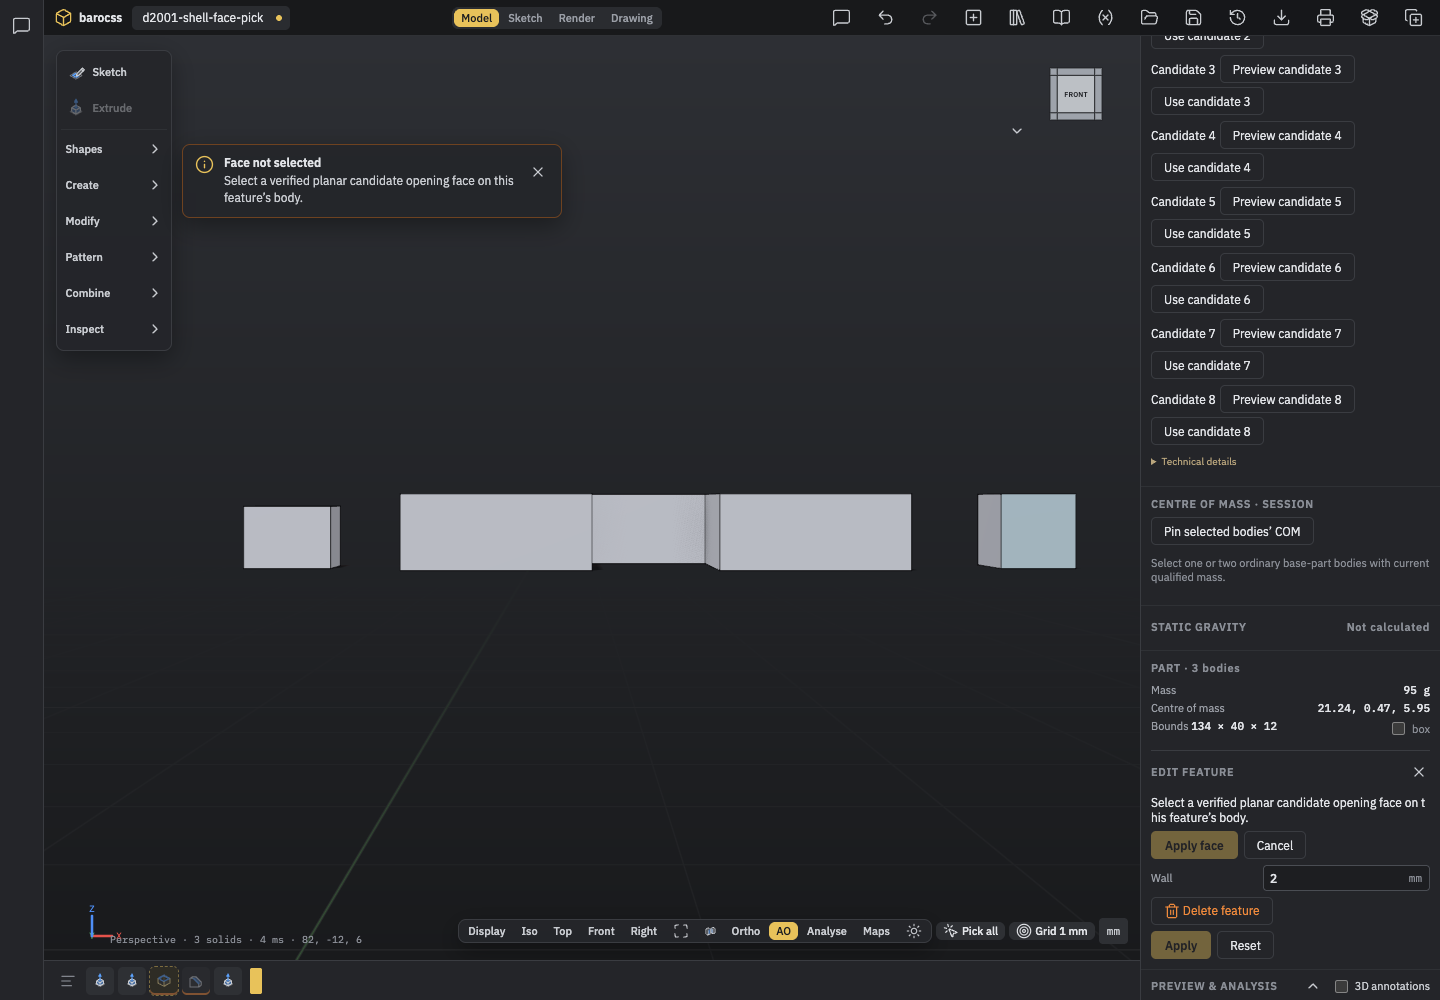 barocss
d2001-shell-face-pick
Model
Sketch
Render
Drawing
Sketch
Extrude
Shapes
Create
Modify
Pattern
Combine
Inspect
Face not selected
Select a verified planar candidate opening face on this
feature's body.
FRONT
Use candidate 2
Candidate 3 Preview candidate 3
Use candidate 3
Candidate 4 Preview candidate 4
Use candidate 4
Candidate 5 Preview candidate 5
Use candidate 5
Candidate 6 Preview candidate 6
Use candidate 6
Candidate 7 Preview candidate 7
Use candidate 7
Candidate 8 Preview candidate 8
Use candidate 8
Technical details
CENTRE OF MASS · SESSION
Pin selected bodies' COM
Select one or two ordinary base-part bodies with current
qualified mass.
STATIC GRAVITY Not calculated
PART · 3 bodies
Mass 95 g
Centre of mass 21.24, 0.47, 5.95
Bounds 134 × 40 × 12 box
EDIT FEATURE
Select a verified planar candidate opening face on t
his feature's body.
Apply face Cancel
Wall 2 mm
Delete feature
Apply Reset
PREVIEW & ANALYSIS 3D annotations
Z
X
Perspective · 3 solids · 4 ms · 82, -12, 6
Display Iso Top Front Right Ortho AO Analyse Maps Pick all Grid 1 mm mm